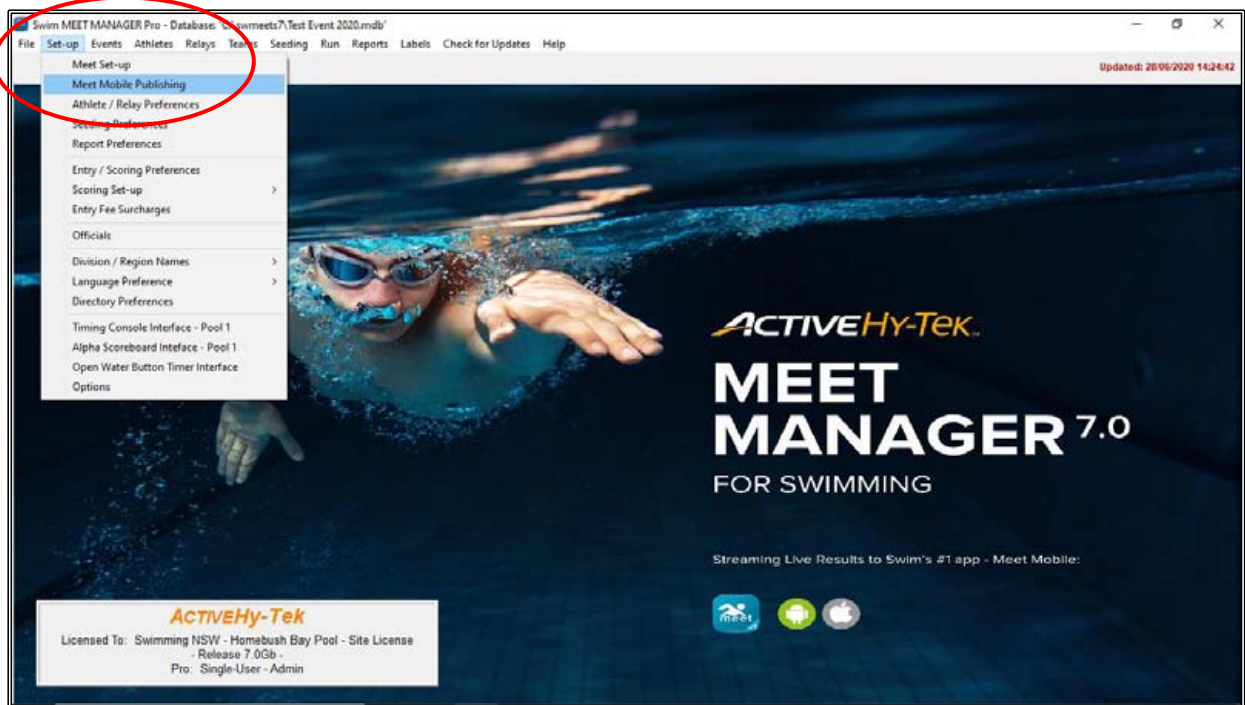 Swim MEET MANAGER Pro - Database: 'C:\swmeets7\Test Event 2020.mdb'
File Set-up Events Athletes Relays Teams Seeding Run Reports Labels Check for Updates Help
Updated: 28/06/2020 14:24:42
Meet Set-up
Meet Mobile Publishing
Athlete / Relay Preferences
Seeding Preferences
Report Preferences
Entry / Scoring Preferences
Scoring Set-up >
Entry Fee Surcharges
Officials
Division / Region Names >
Language Preference >
Directory Preferences
Timing Console Interface - Pool 1
Alpha Scoreboard Inteface - Pool 1
Open Water Button Timer Interface
Options
ACTIVEHy-Tek
MEET
MANAGER 7.0
FOR SWIMMING
Streaming Live Results to Swim's #1 app - Meet Mobile:
meet
ACTIVEHy-Tek
Licensed To: Swimming NSW - Homebush Bay Pool - Site License
- Release 7.0Gb -
Pro: Single-User - Admin